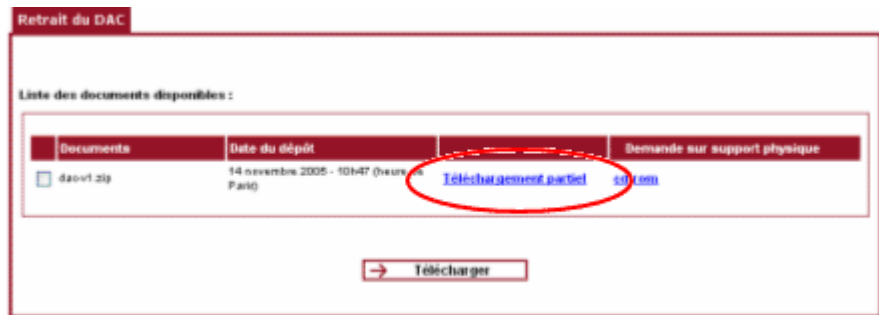 Retrait du DAC
Liste des documents disponibles :
Documents Date du dépôt Demande sur support physique
dao-v1.zip 14 novembre 2005 - 10h47 (heure de Téléchargement partiel cd rom
Paris)
Télécharger